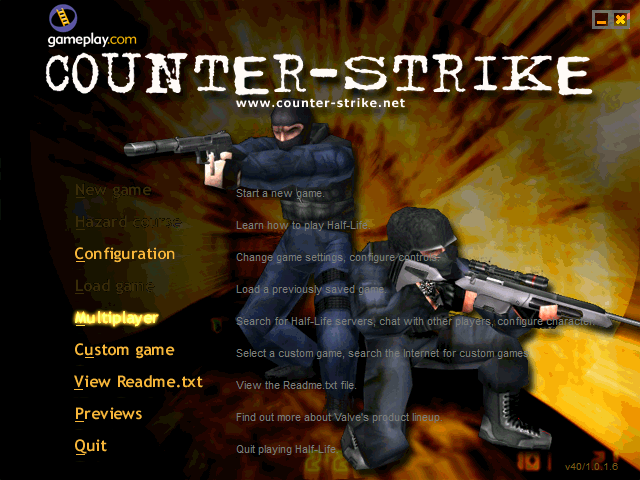 gameplay.com
COUNTER-STRIKE
www.counter-strike.net
New game Start a new game.
Hazard course Learn how to play Half-Life
Configuration Change game settings, configure controls.
Load game Load a previously saved game.
Multiplayer Search for Half-Life servers, chat with other players, configure character
Custom game Select a custom game, search the Internet for custom games
View Readme.txt View the Readme.txt file.
Previews Find out more about Valve's product lineup
Quit Quit playing Half-Life.
v40/1.0.1.6